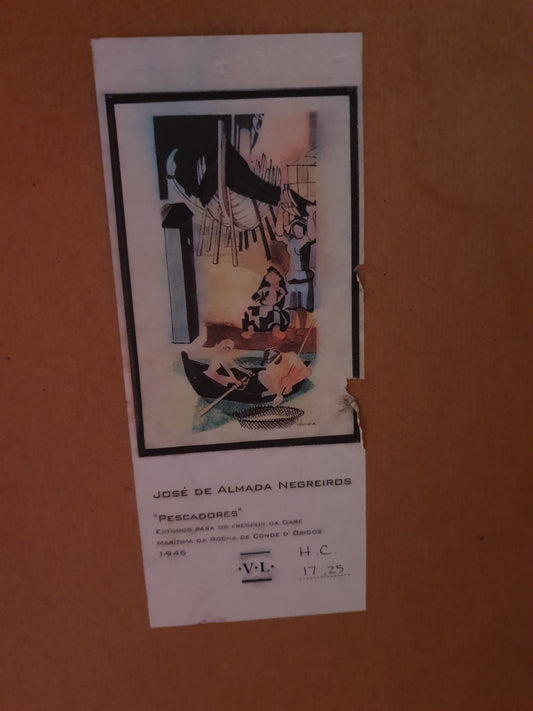 JOSÉ DE ALMADA NEGREIROS
"PESCADORES"
ESTUDOS PARA OS FRESCOS DA GARE
MARÍTIMA DA ROCHA DE CONDE D' ÓBIDOS
1946
H.C.
·V·L·
17,25